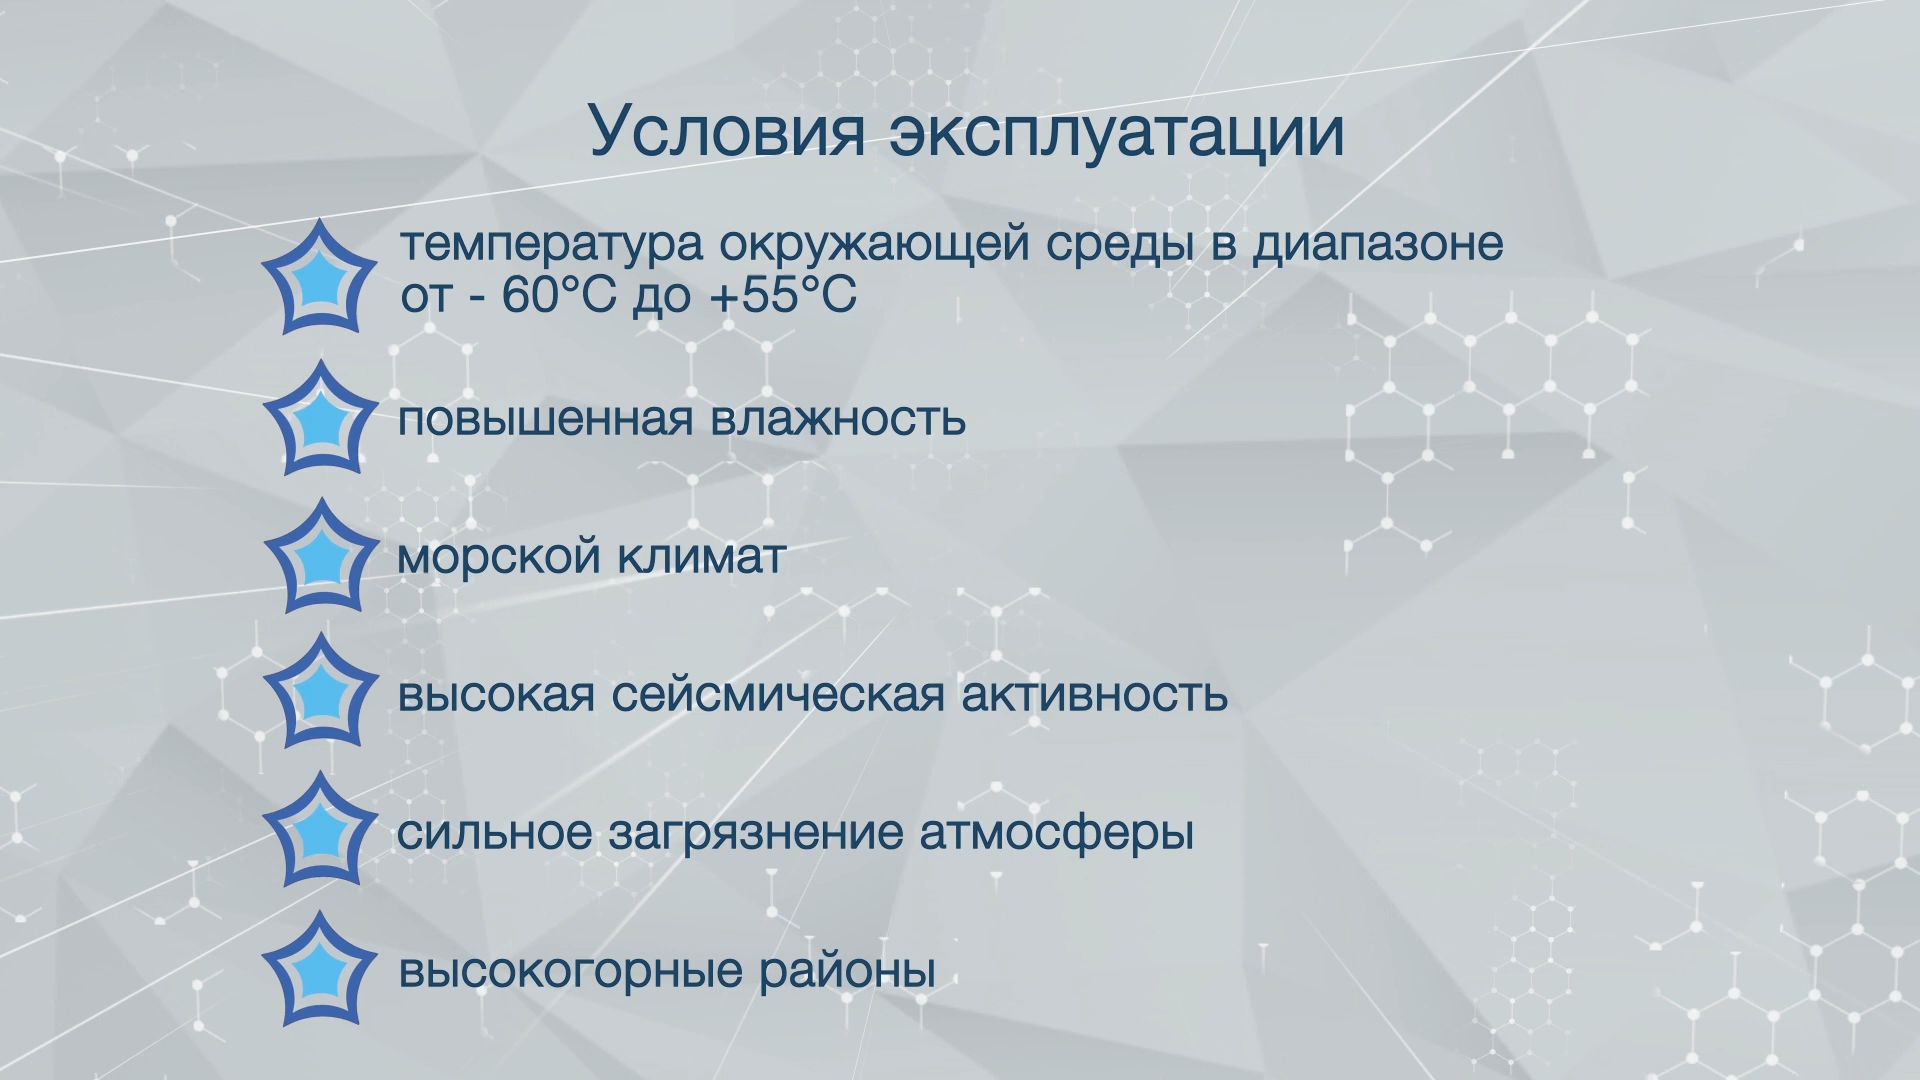 Условия эксплуатации
температура окружающей среды в диапазоне
от - 60°С до +55°С
повышенная влажность
морской климат
высокая сейсмическая активность
сильное загрязнение атмосферы
высокогорные районы